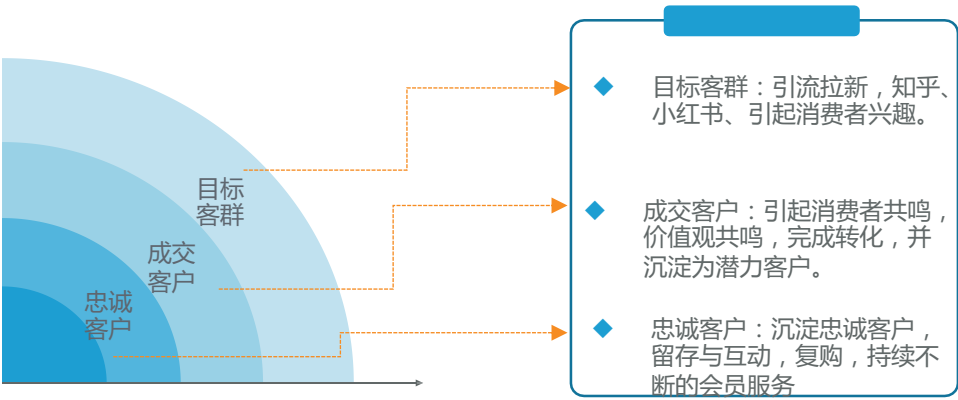 目标
客群
成交
客户
忠诚
客户
目标客群：引流拉新，知乎、
小红书、引起消费者兴趣。
成交客户：引起消费者共鸣，
价值观共鸣，完成转化，并
沉淀为潜力客户。
忠诚客户：沉淀忠诚客户，
留存与互动，复购，持续不
断的会员服务